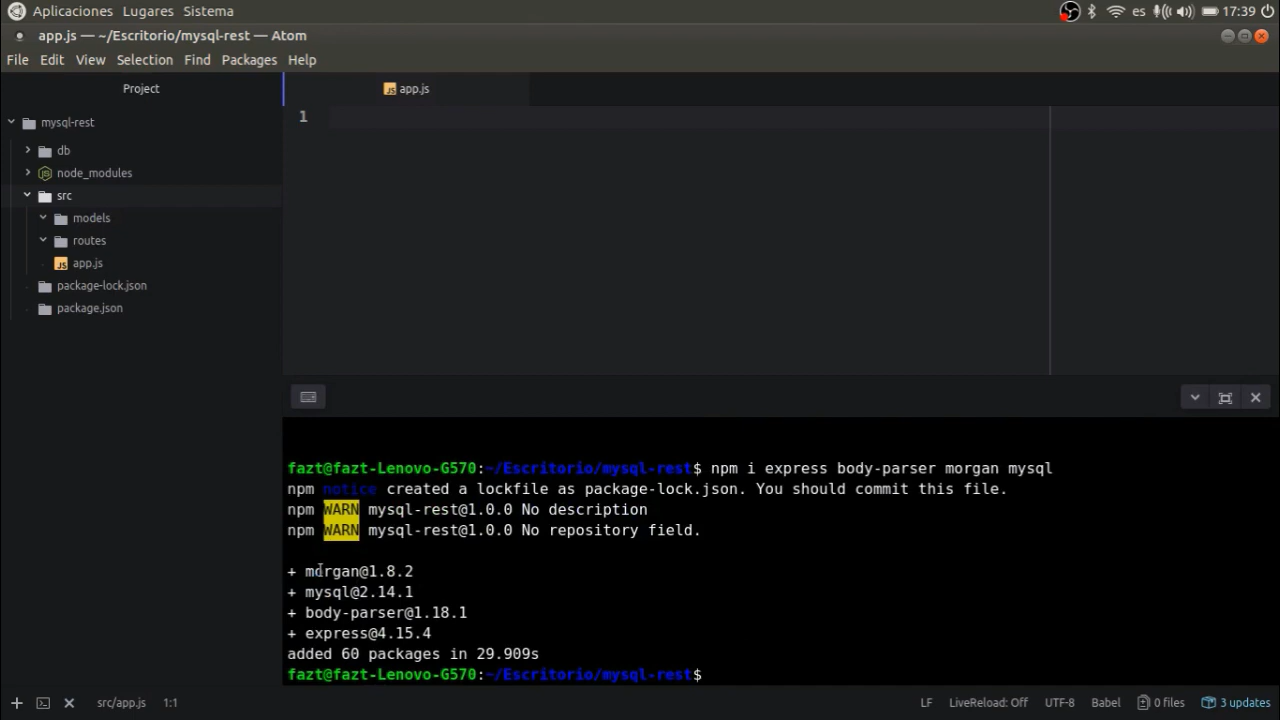 Aplicaciones Lugares Sistema
es 17:39
app.js — ~/Escritorio/mysql-rest — Atom
File Edit View Selection Find Packages Help
Project
app.js
mysql-rest
db
node_modules
src
models
routes
app.js
package-lock.json
package.json
1
fazt@fazt-Lenovo-G570:~/Escritorio/mysql-rest$ npm i express body-parser morgan mysql
npm notice created a lockfile as package-lock.json. You should commit this file.
npm WARN mysql-rest@1.0.0 No description
npm WARN mysql-rest@1.0.0 No repository field.
+ morgan@1.8.2
+ mysql@2.14.1
+ body-parser@1.18.1
+ express@4.15.4
added 60 packages in 29.909s
fazt@fazt-Lenovo-G570:~/Escritorio/mysql-rest$
src/app.js 1:1 LF LiveReload: Off UTF-8 Babel 0 files 3 updates